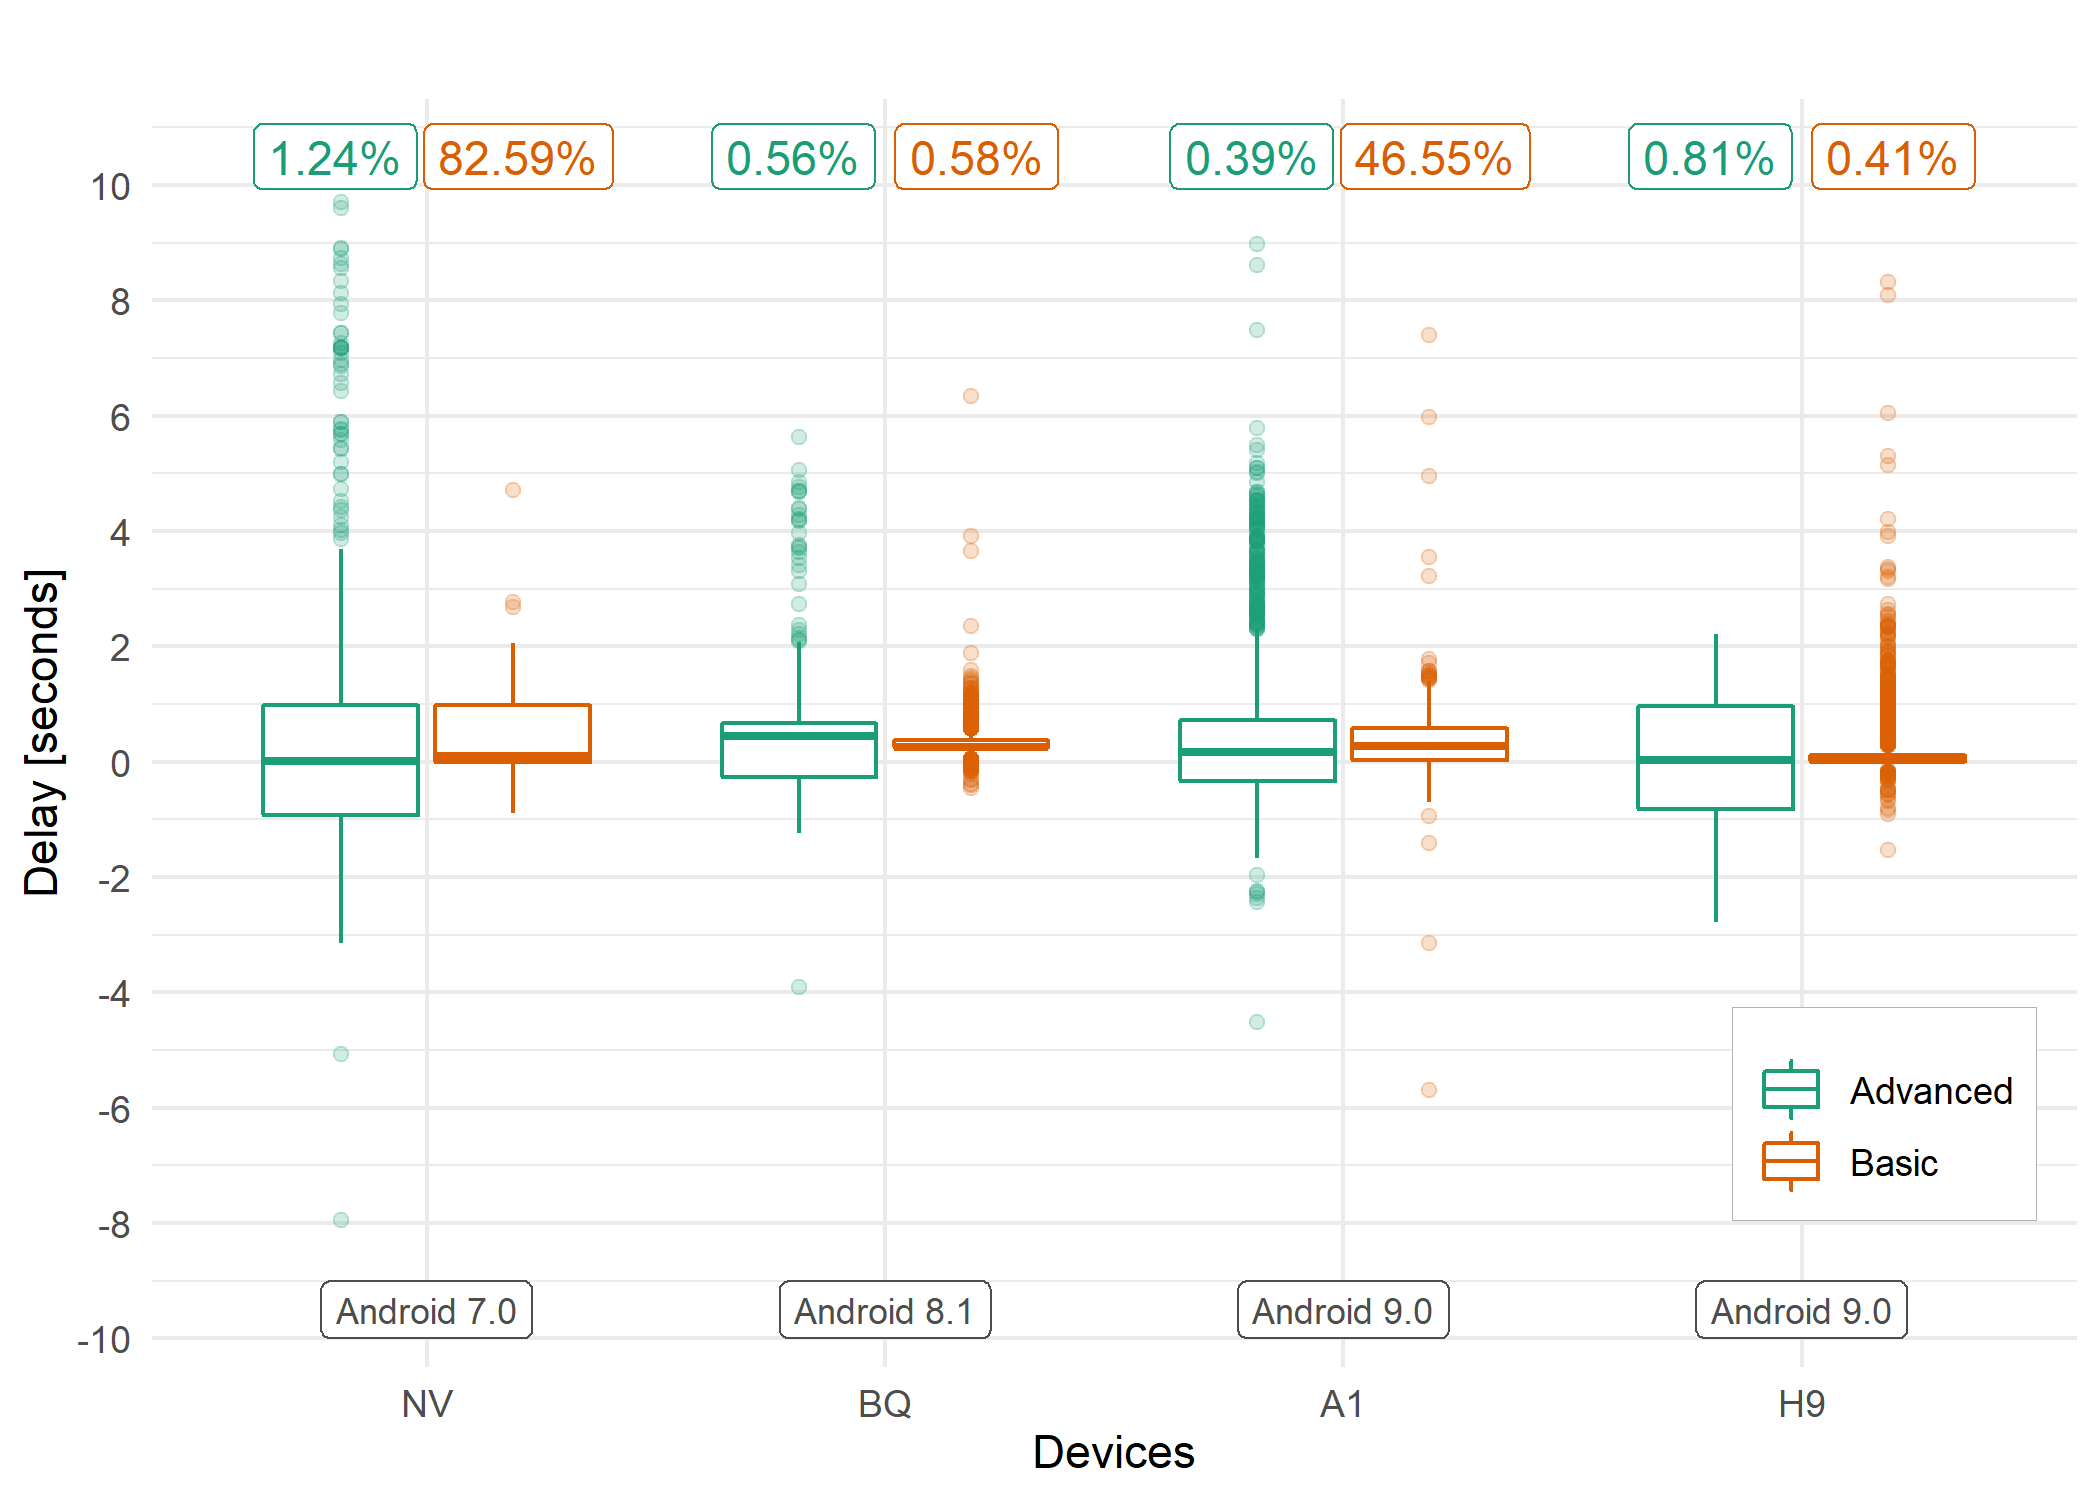 1.24% 82.59% 0.56% 0.58% 0.39% 46.55% 0.81% 0.41%
10
8
6
4
2
0
-2
-4
-6
-8
-10
Delay [seconds]
Advanced
Basic
Android 7.0 Android 8.1 Android 9.0 Android 9.0
NV BQ A1 H9
Devices